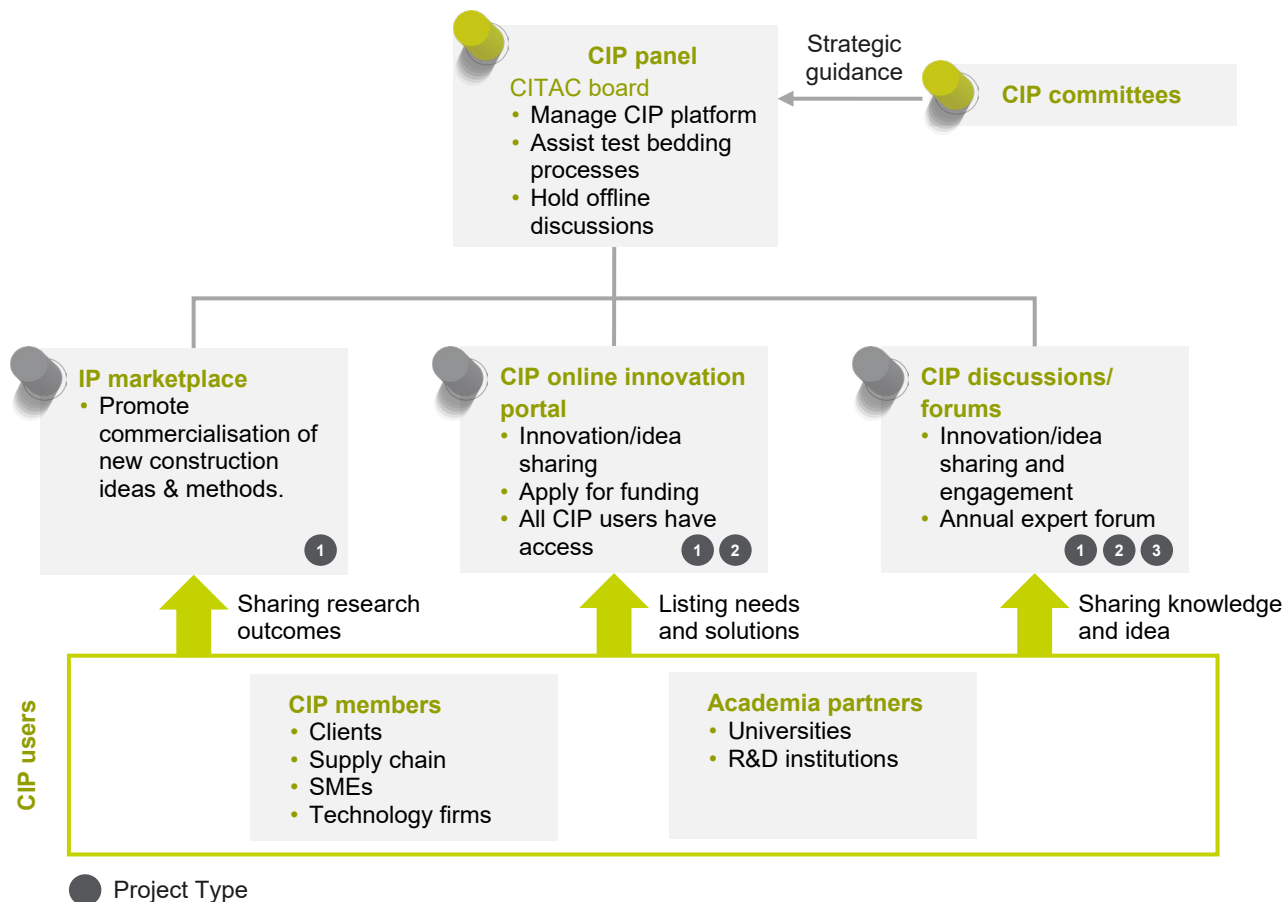 CIP panel
CITAC board
• Manage CIP platform
• Assist test bedding
processes
• Hold offline
discussions
Strategic
guidance
CIP committees
IP marketplace
• Promote
commercialisation of
new construction
ideas & methods.
1
CIP online innovation
portal
• Innovation/idea
sharing
• Apply for funding
• All CIP users have
access
1 2
CIP discussions/
forums
• Innovation/idea
sharing and
engagement
• Annual expert forum
1 2 3
Sharing research
outcomes
Listing needs
and solutions
Sharing knowledge
and idea
CIP users
CIP members
• Clients
• Supply chain
• SMEs
• Technology firms
Academia partners
• Universities
• R&D institutions
Project Type